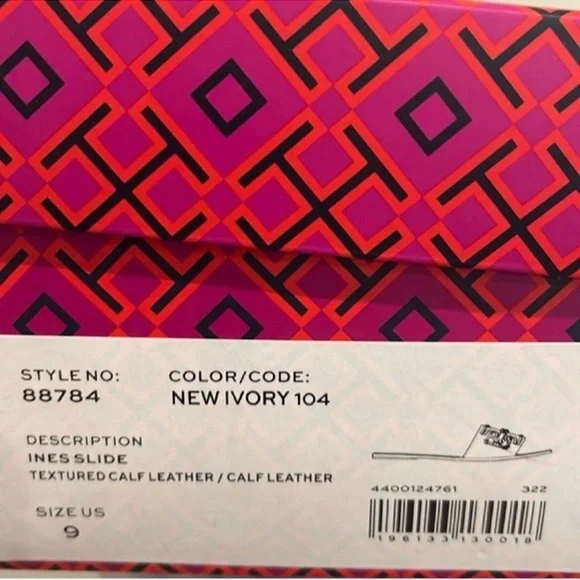 STYLE NO: COLOR/CODE:
88784 NEW IVORY 104
DESCRIPTION
INES SLIDE
TEXTURED CALF LEATHER / CALF LEATHER
4400124761 322
SIZE US
9
196133130018